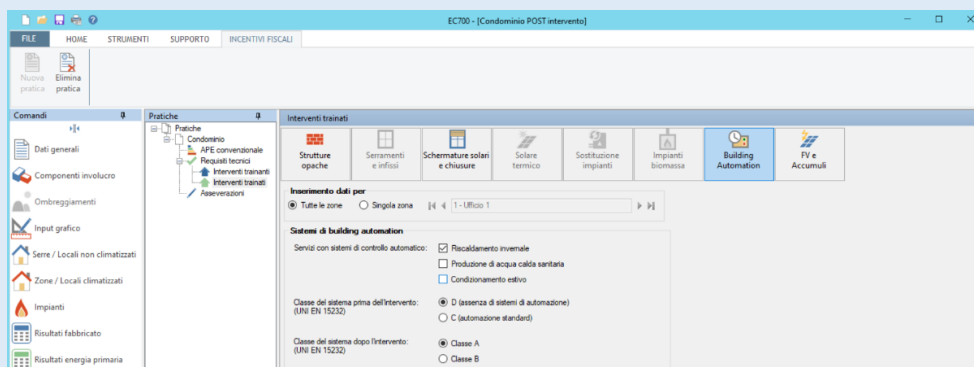 EC700 - [Condominio POST intervento]
FILE HOME STRUMENTI SUPPORTO INCENTIVI FISCALI
Nuova pratica
Elimina pratica
Comandi
Dati generali
Componenti involucro
Ombreggiamenti
Input grafico
Serre / Locali non climatizzati
Zone / Locali climatizzati
Impianti
Risultati fabbricato
Risultati energia primaria
Pratiche
Pratiche
Condominio
APE convenzionale
Requisiti tecnici
Interventi trainanti
Interventi trainati
Asseverazioni
Interventi trainati
Strutture opache
Serramenti e infissi
Schermature solari e chiusure
Solare termico
Sostituzione impianti
Impianti biomassa
Building Automation
FV e Accumuli
Inserimento dati per
Tutte le zone Singola zona 1 - Ufficio 1
Sistemi di building automation
Servizi con sistemi di controllo automatico: Riscaldamento invernale
Produzione di acqua calda sanitaria
Condizionamento estivo
Classe del sistema prima dell'intervento: D (assenza di sistemi di automazione)
(UNI EN 15232) C (automazione standard)
Classe del sistema dopo l'intervento: Classe A
(UNI EN 15232) Classe B